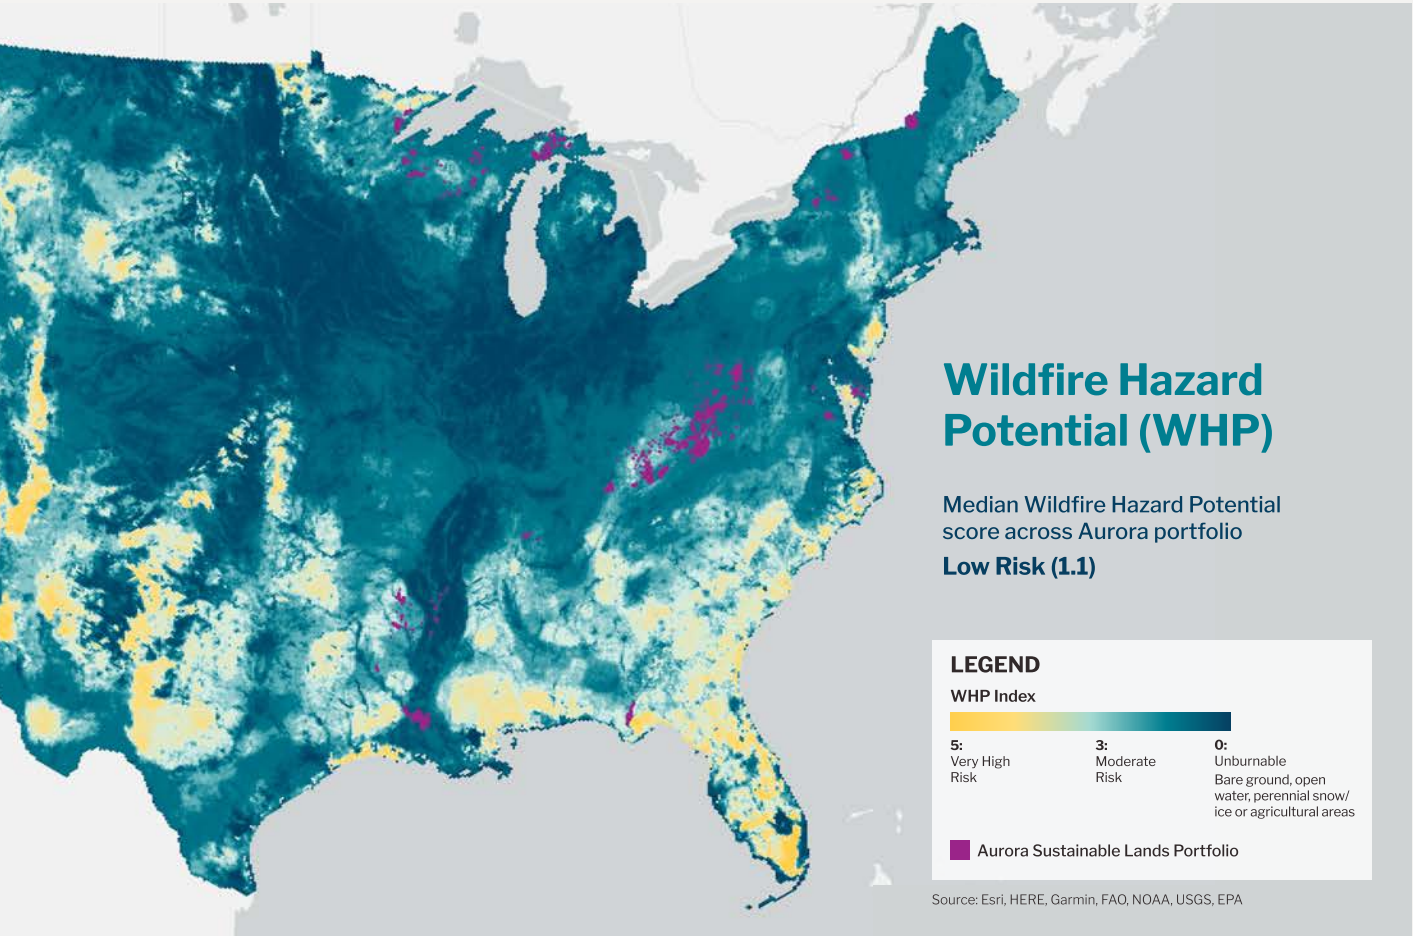 Wildfire Hazard
Potential (WHP)
Median Wildfire Hazard Potential
score across Aurora portfolio
Low Risk (1.1)
LEGEND
WHP Index
5:
Very High
Risk
3:
Moderate
Risk
0:
Unburnable
Bare ground, open
water, perennial snow/
ice or agricultural areas
Aurora Sustainable Lands Portfolio
Source: Esri, HERE, Garmin, FAO, NOAA, USGS, EPA